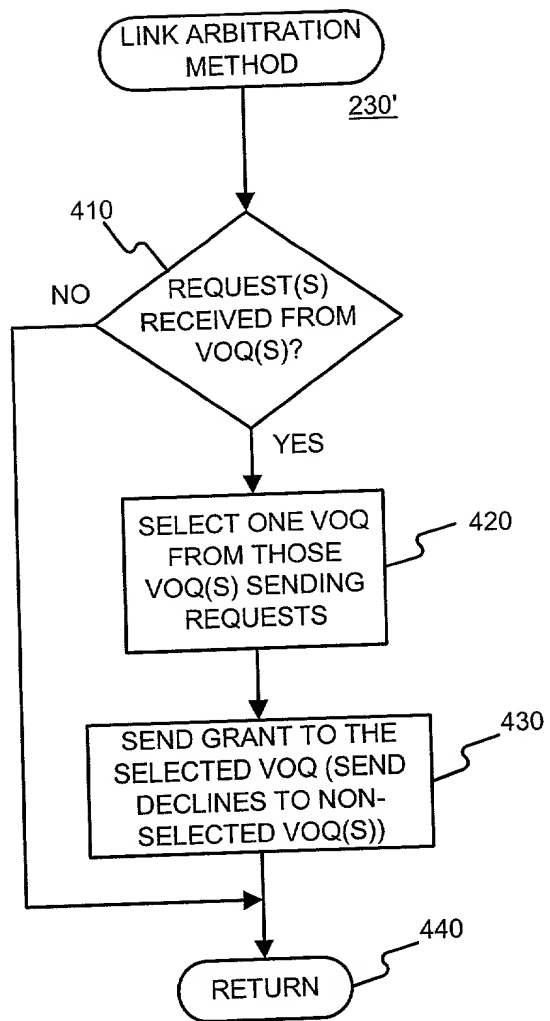 LINK ARBITRATION
METHOD
230'
410
NO
REQUEST(S)
RECEIVED FROM
VOQ(S)?
YES
SELECT ONE VOQ
FROM THOSE
VOQ(S) SENDING
REQUESTS
420
SEND GRANT TO THE
SELECTED VOQ (SEND
DECLINES TO NON-
SELECTED VOQ(S))
430
RETURN
440